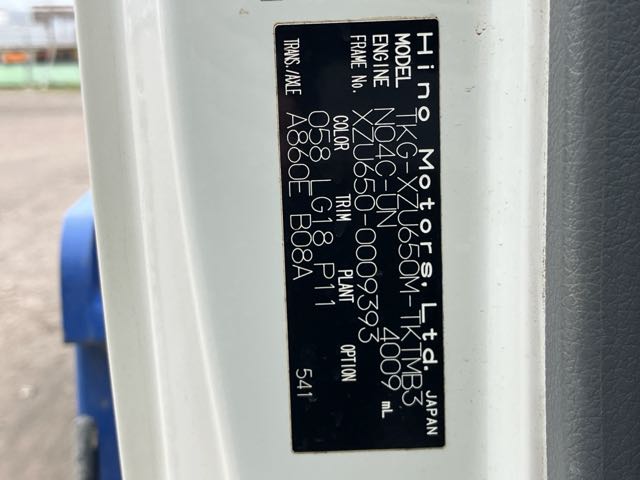 Hino Motors, Ltd. JAPAN
MODEL TKG-XZU650M-TKTMB3
ENGINE N04C-UN 4009 mL
FRAME No. XZU650-0009393
COLOR TRIM PLANT OPTION
058 LG18 P11
TRANS./AXLE A860E B08A 541